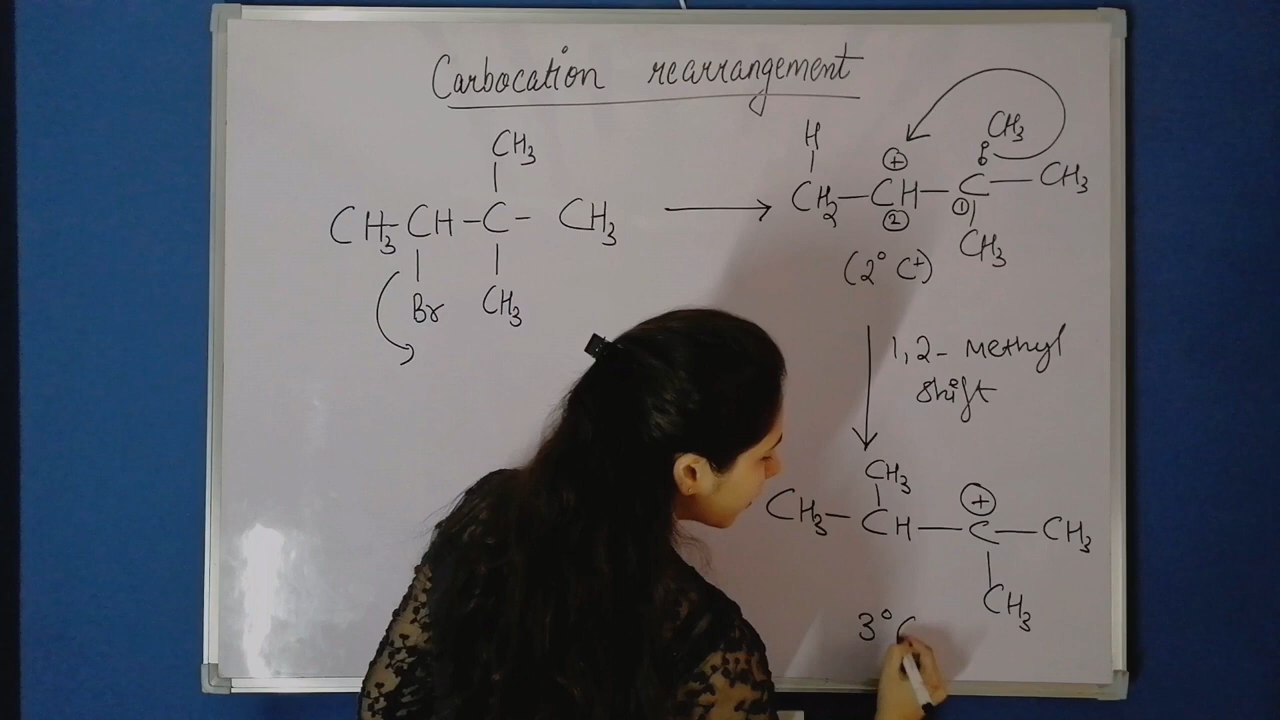 Carbocation rearrangement
CH3
CH3-CH-C- CH3
Br CH3
H
CH3
⊕
CH2-CH-C-CH3
② ①
CH3
(2° C+)
1,2- Methyl
shift
CH3
⊕
CH3-CH-C-CH3
CH3
3° C